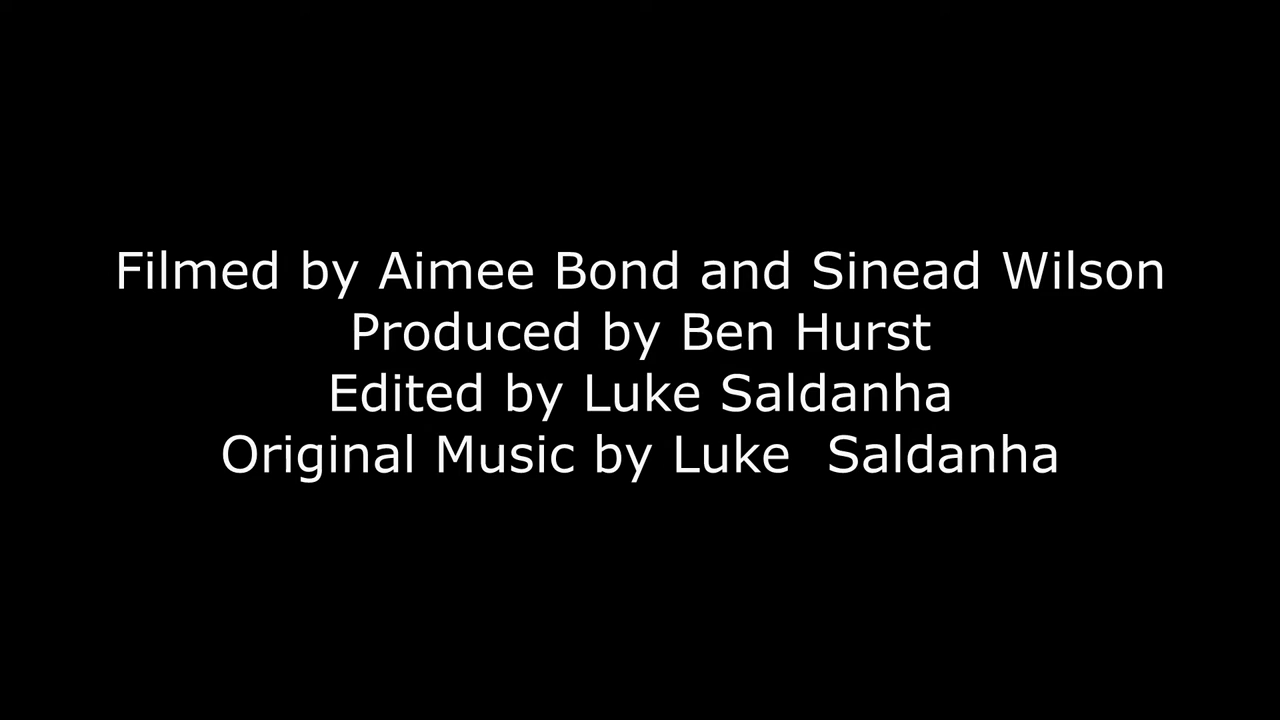 Filmed by Aimee Bond and Sinead Wilson
Produced by Ben Hurst
Edited by Luke Saldanha
Original Music by Luke  Saldanha